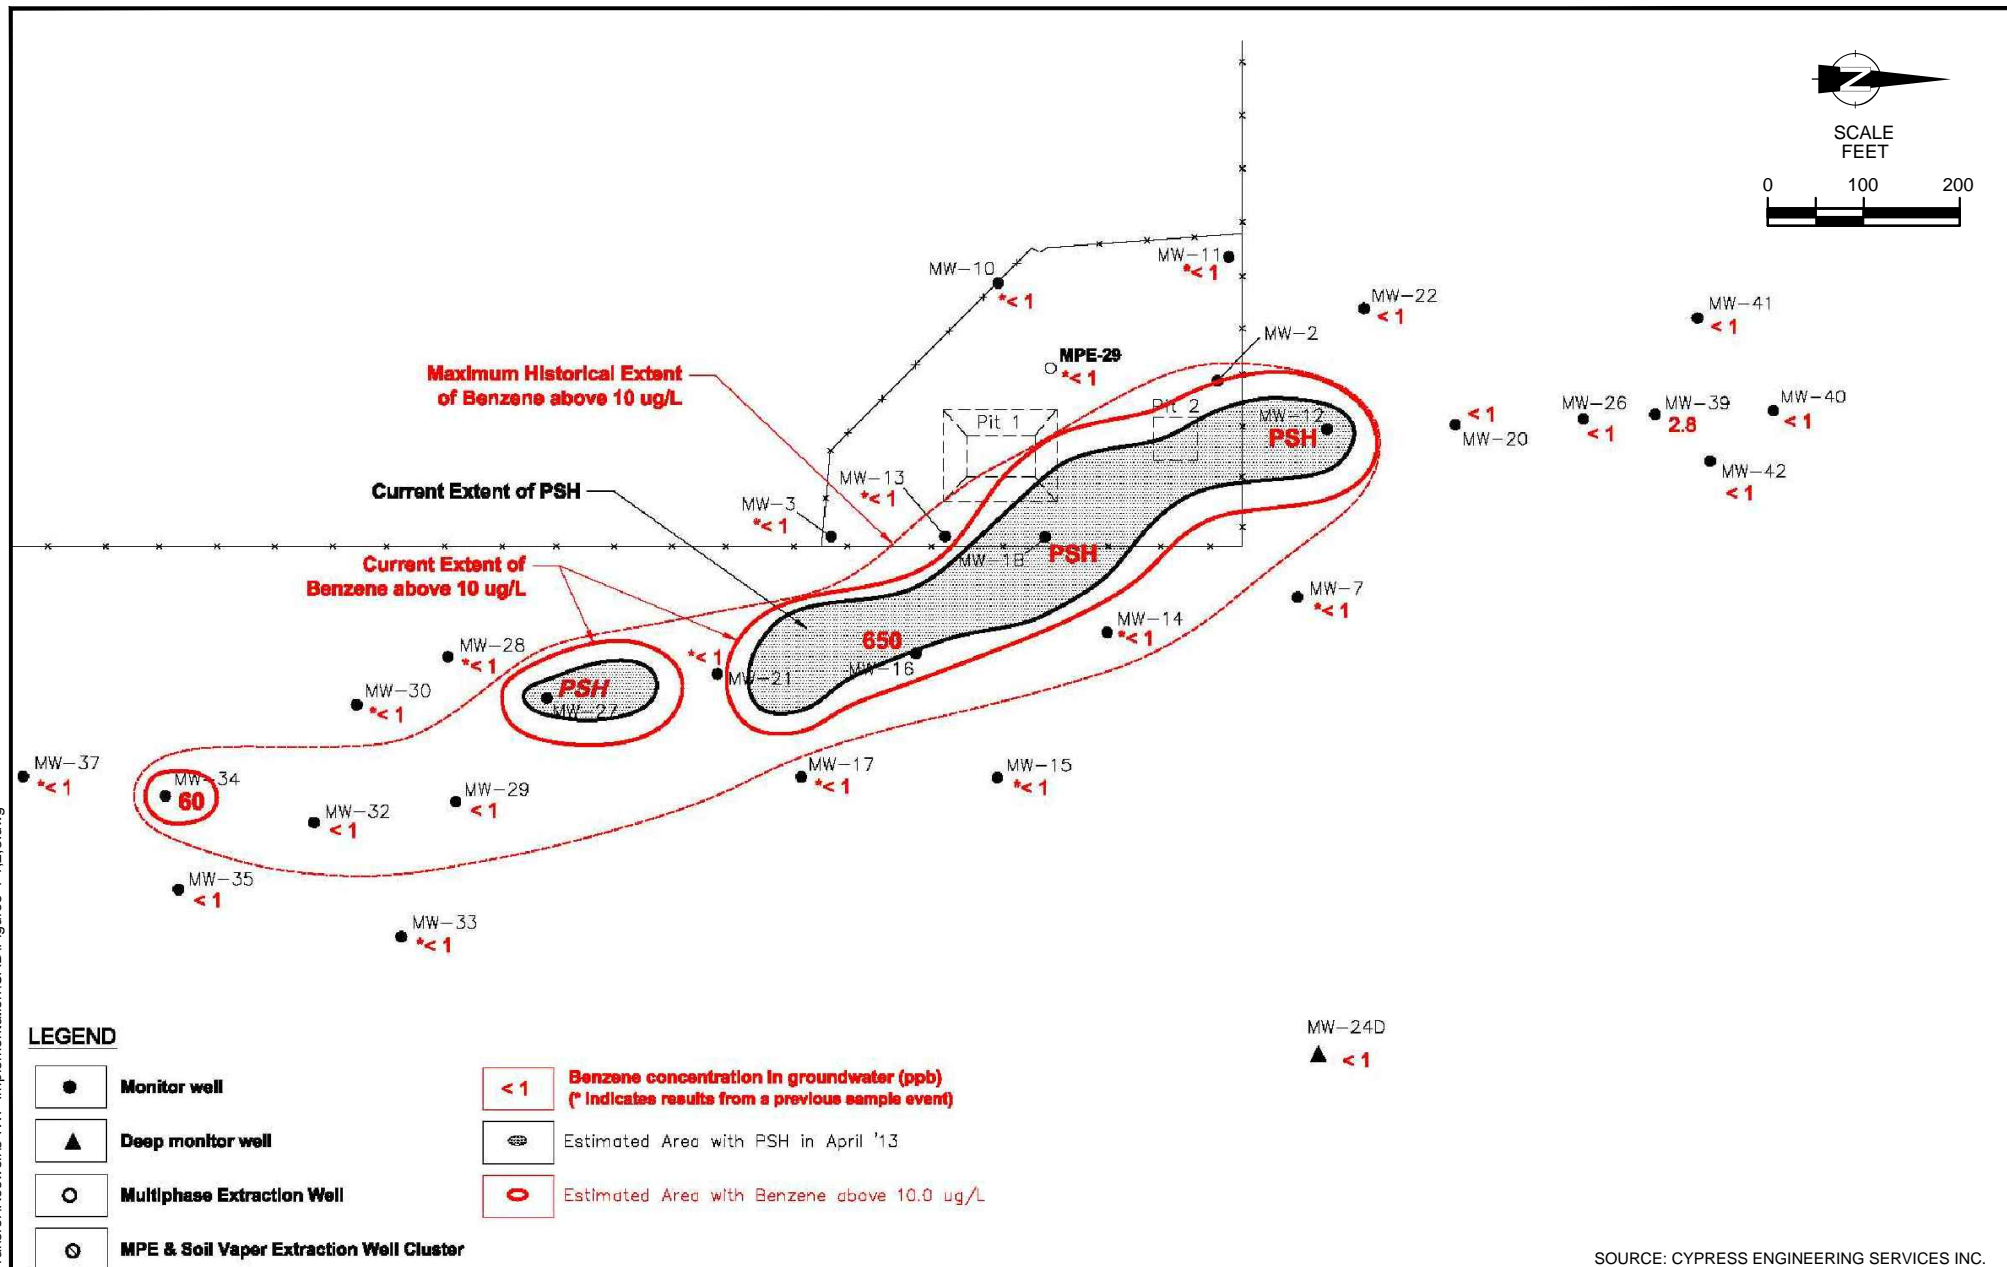 Z
SCALE
FEET
0 100 200
MW-11
*< 1
MW-10
*< 1
MW-22
< 1
MW-41
< 1
MW-2
MPE-29
*< 1
Maximum Historical Extent
of Benzene above 10 ug/L
Pit 1
Pit 2
MW-12
PSH
< 1
MW-20
MW-26
< 1
MW-39
2.8
MW-40
< 1
MW-42
< 1
Current Extent of PSH
MW-13
*< 1
MW-3
*< 1
MW-1B
PSH
Current Extent of
Benzene above 10 ug/L
MW-7
*< 1
MW-14
*< 1
650
MW-16
MW-28
*< 1
*< 1
MW-21
PSH
MW-27
MW-30
*< 1
MW-37
*< 1
MW-34
60
MW-17
*< 1
MW-15
*< 1
MW-29
< 1
MW-32
< 1
MW-35
< 1
MW-33
*< 1
MW-24D
< 1
LEGEND
Monitor well
Deep monitor well
Multiphase Extraction Well
MPE & Soil Vaper Extraction Well Cluster
< 1
Benzene concentration in groundwater (ppb)
(* indicates results from a previous sample event)
Estimated Area with PSH in April '13
Estimated Area with Benzene above 10.0 ug/L
SOURCE: CYPRESS ENGINEERING SERVICES INC.